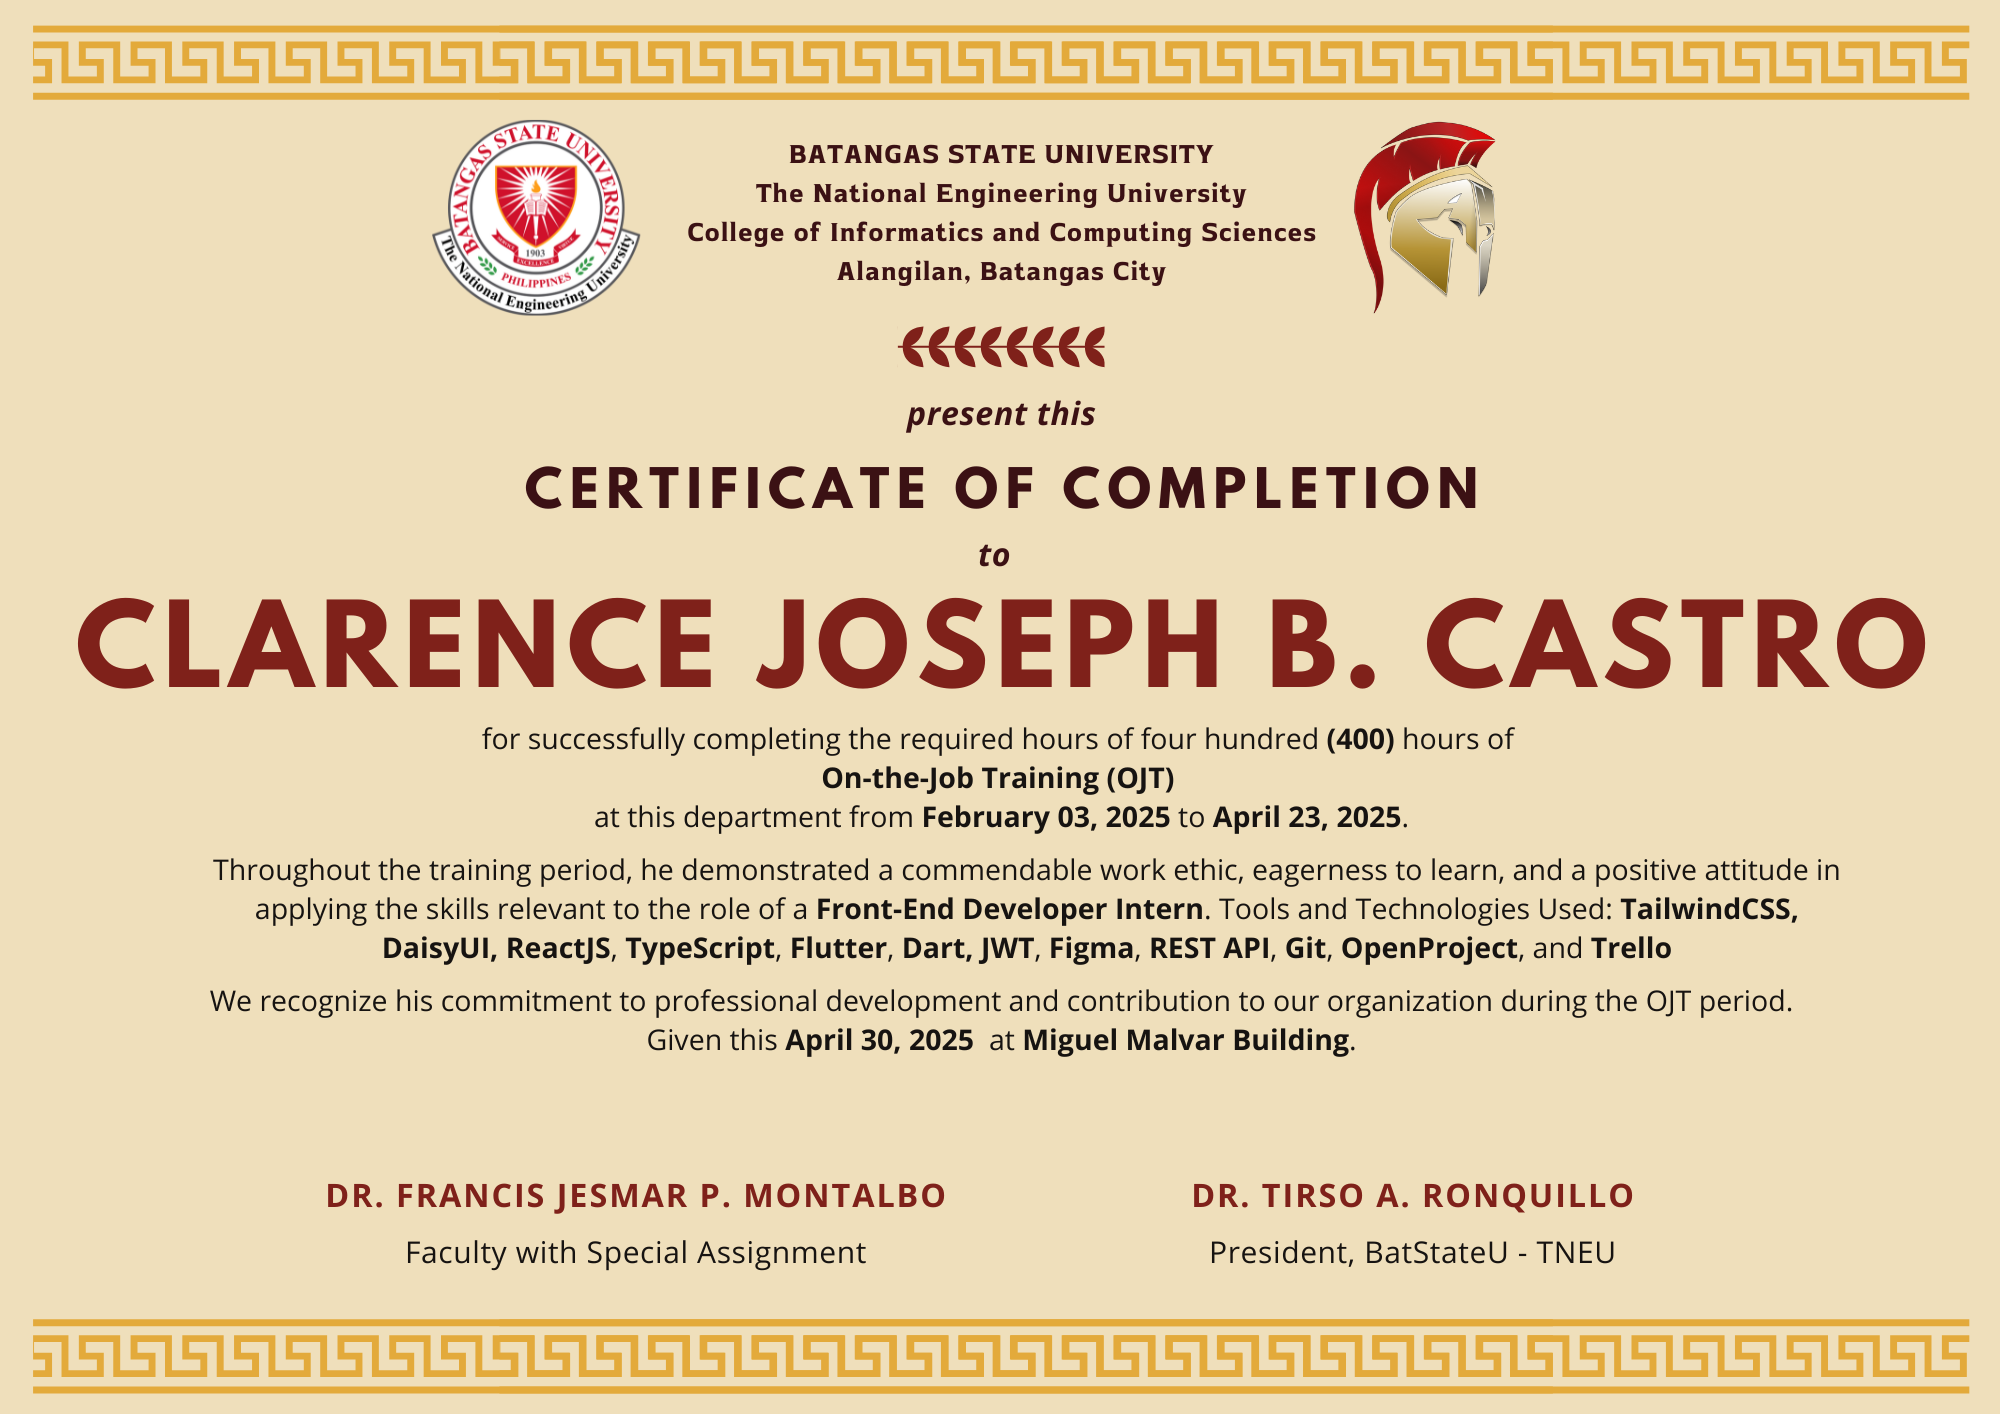 BATANGAS STATE UNIVERSITY
1903
EXCELLENCE
PHILIPPINES
The National Engineering University
BATANGAS STATE UNIVERSITY
The National Engineering University
College of Informatics and Computing Sciences
Alangilan, Batangas City
present this
CERTIFICATE OF COMPLETION
to
CLARENCE JOSEPH B. CASTRO
for successfully completing the required hours of four hundred (400) hours of
On-the-Job Training (OJT)
at this department from February 03, 2025 to April 23, 2025.
Throughout the training period, he demonstrated a commendable work ethic, eagerness to learn, and a positive attitude in
applying the skills relevant to the role of a Front-End Developer Intern. Tools and Technologies Used: TailwindCSS,
DaisyUI, ReactJS, TypeScript, Flutter, Dart, JWT, Figma, REST API, Git, OpenProject, and Trello
We recognize his commitment to professional development and contribution to our organization during the OJT period.
Given this April 30, 2025  at Miguel Malvar Building.
DR. FRANCIS JESMAR P. MONTALBO
Faculty with Special Assignment
DR. TIRSO A. RONQUILLO
President, BatStateU - TNEU